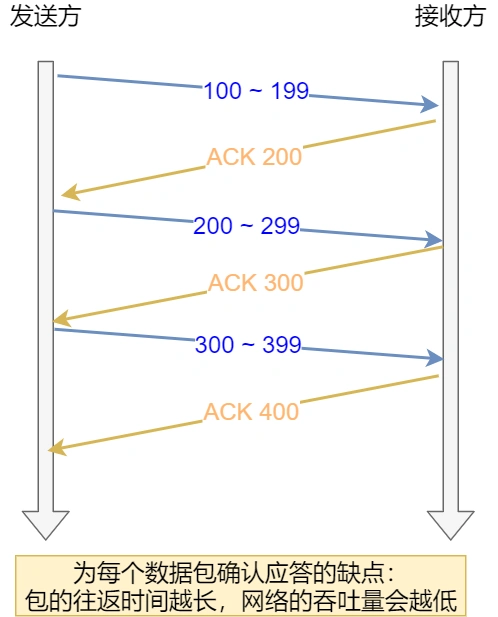 发送方
接收方
100 ~ 199
ACK 200
200 ~ 299
ACK 300
300 ~ 399
ACK 400
为每个数据包确认应答的缺点：
包的往返时间越长，网络的吞吐量会越低